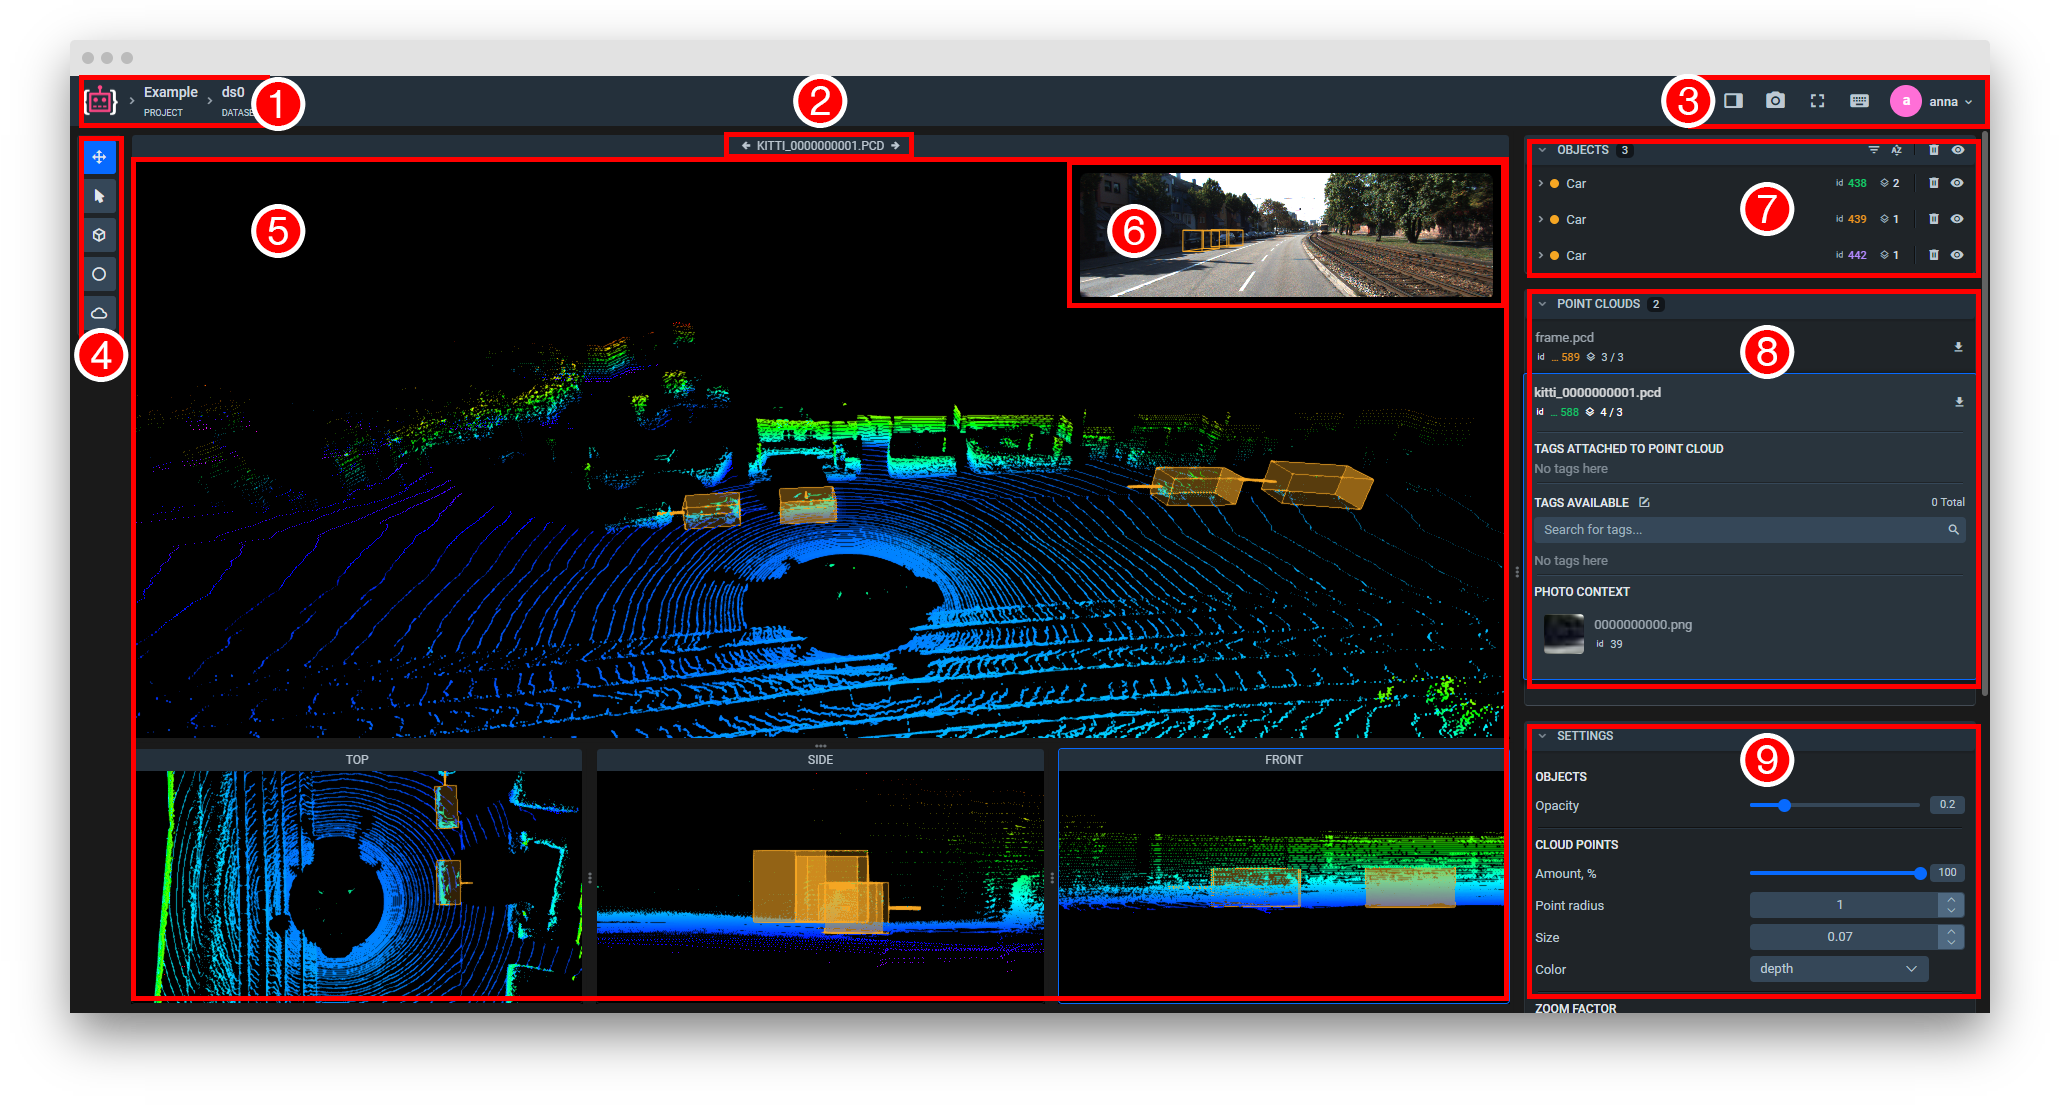 Example
PROJECT
ds0
1
2
3
a
anna
KITTI_0000000001.PCD
4
5
6
OBJECTS 3
AZ
Car id 438 2
Car id 439 1
Car id 442 1
7
POINT CLOUDS 2
frame.pcd
id ... 589 3 / 3
8
kitti_0000000001.pcd
id ... 588 4 / 3
TAGS ATTACHED TO POINT CLOUD
No tags here
TAGS AVAILABLE 0 Total
Search for tags...
No tags here
PHOTO CONTEXT
0000000000.png
id 39
TOP
SIDE
FRONT
SETTINGS
9
OBJECTS
Opacity 0.2
CLOUD POINTS
Amount, % 100
Point radius 1
Size 0.07
Color depth
ZOOM FACTOR